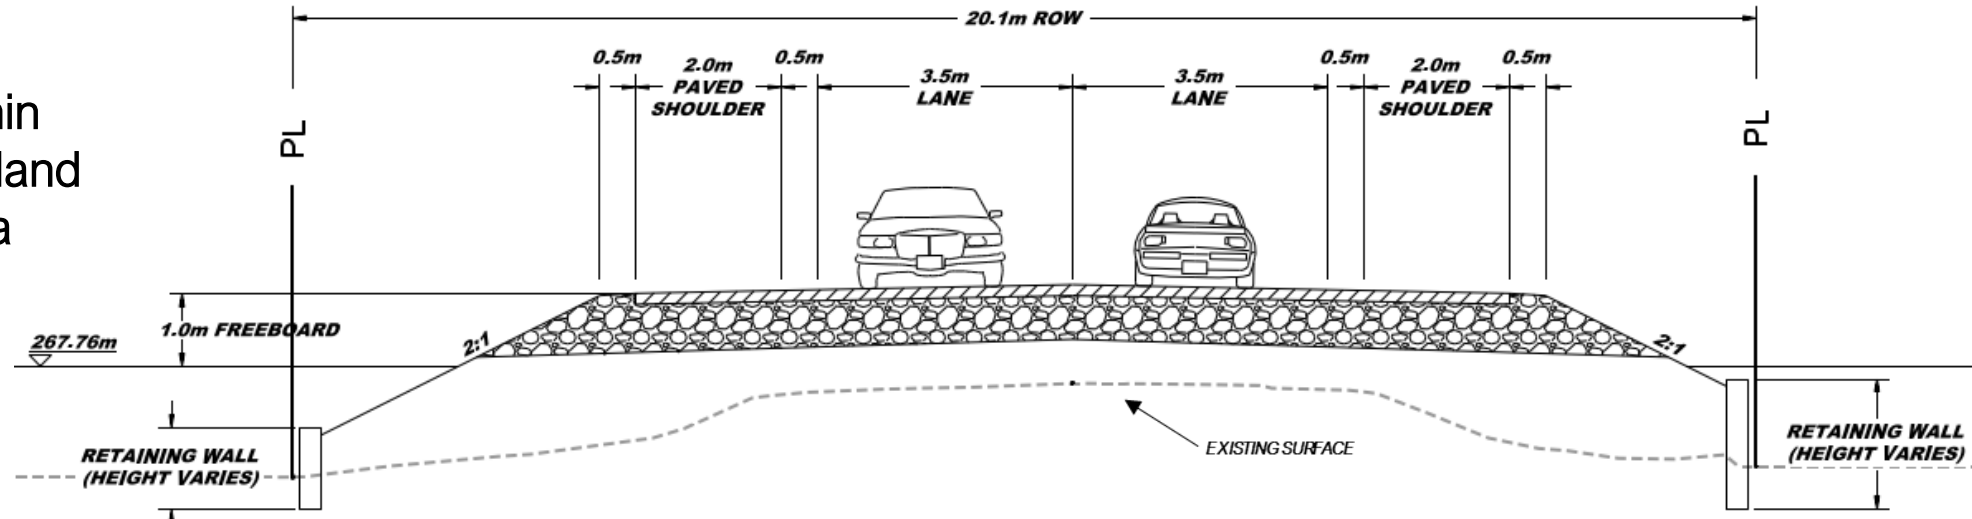 20.1m ROW
0.5m
2.0m
PAVED
SHOULDER
0.5m
3.5m
LANE
3.5m
LANE
0.5m
2.0m
PAVED
SHOULDER
0.5m
PL
PL
1.0m FREEBOARD
267.76m
2:1
2:1
EXISTING SURFACE
RETAINING WALL
(HEIGHT VARIES)
RETAINING WALL
(HEIGHT VARIES)